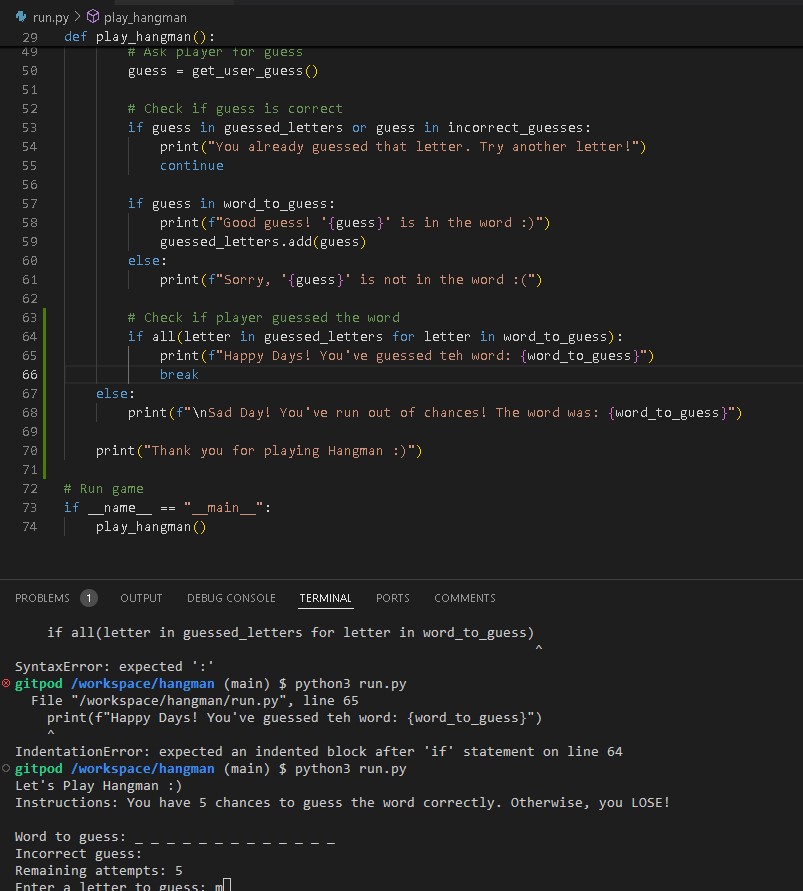 run.py > play_hangman
29 def play_hangman():
49 # Ask player for guess
50 guess = get_user_guess()
51
52 # Check if guess is correct
53 if guess in guessed_letters or guess in incorrect_guesses:
54 print("You already guessed that letter. Try another letter!")
55 continue
56
57 if guess in word_to_guess:
58 print(f"Good guess! '{guess}' is in the word :)")
59 guessed_letters.add(guess)
60 else:
61 print(f"Sorry, '{guess}' is not in the word :(")
62
63 # Check if player guessed the word
64 if all(letter in guessed_letters for letter in word_to_guess):
65 print(f"Happy Days! You've guessed teh word: {word_to_guess}")
66 break
67 else:
68 print(f"\nSad Day! You've run out of chances! The word was: {word_to_guess}")
69
70 print("Thank you for playing Hangman :)")
71
72 # Run game
73 if __name__ == "__main__":
74 play_hangman()
PROBLEMS 1 OUTPUT DEBUG CONSOLE TERMINAL PORTS COMMENTS
if all(letter in guessed_letters for letter in word_to_guess)
^
SyntaxError: expected ':'
gitpod /workspace/hangman (main) $ python3 run.py
File "/workspace/hangman/run.py", line 65
print(f"Happy Days! You've guessed teh word: {word_to_guess}")
^
IndentationError: expected an indented block after 'if' statement on line 64
gitpod /workspace/hangman (main) $ python3 run.py
Let's Play Hangman :)
Instructions: You have 5 chances to guess the word correctly. Otherwise, you LOSE!
Word to guess: _ _ _ _ _ _ _ _ _ _ _ _ _
Incorrect guess:
Remaining attempts: 5
Enter a letter to guess: m